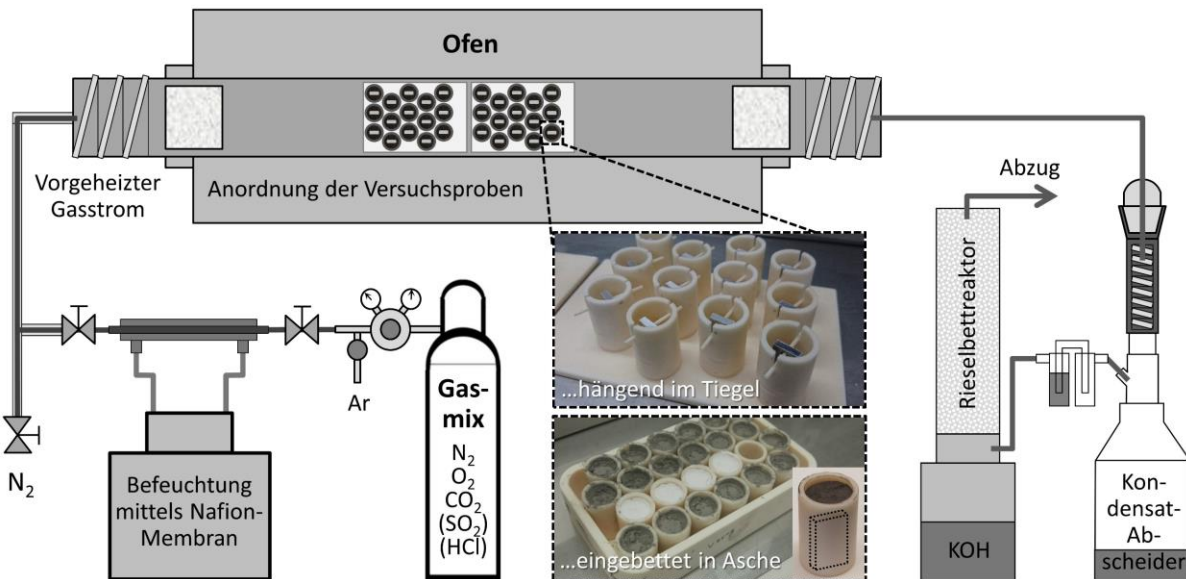 Ofen
Vorgeheizter
Gasstrom
Anordnung der Versuchsproben
Abzug
Rieselbettreaktor
...hängend im Tiegel
Ar
Gas-
mix
N₂
O₂
CO₂
(SO₂)
(HCl)
N₂
Befeuchtung
mittels Nafion-
Membran
...eingebettet in Asche
KOH
Kon-
densat-
Ab-
scheider